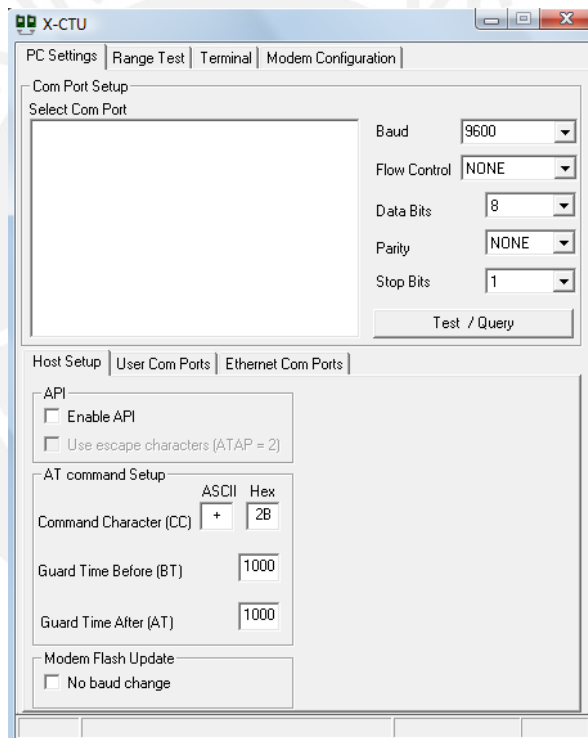 X-CTU
PC Settings Range Test Terminal Modem Configuration
Com Port Setup
Select Com Port
Baud 9600
Flow Control NONE
Data Bits 8
Parity NONE
Stop Bits 1
Test / Query
Host Setup User Com Ports Ethernet Com Ports
API
Enable API
Use escape characters (ATAP = 2)
AT command Setup
ASCII Hex
Command Character (CC) + 2B
Guard Time Before (BT) 1000
Guard Time After (AT) 1000
Modem Flash Update
No baud change